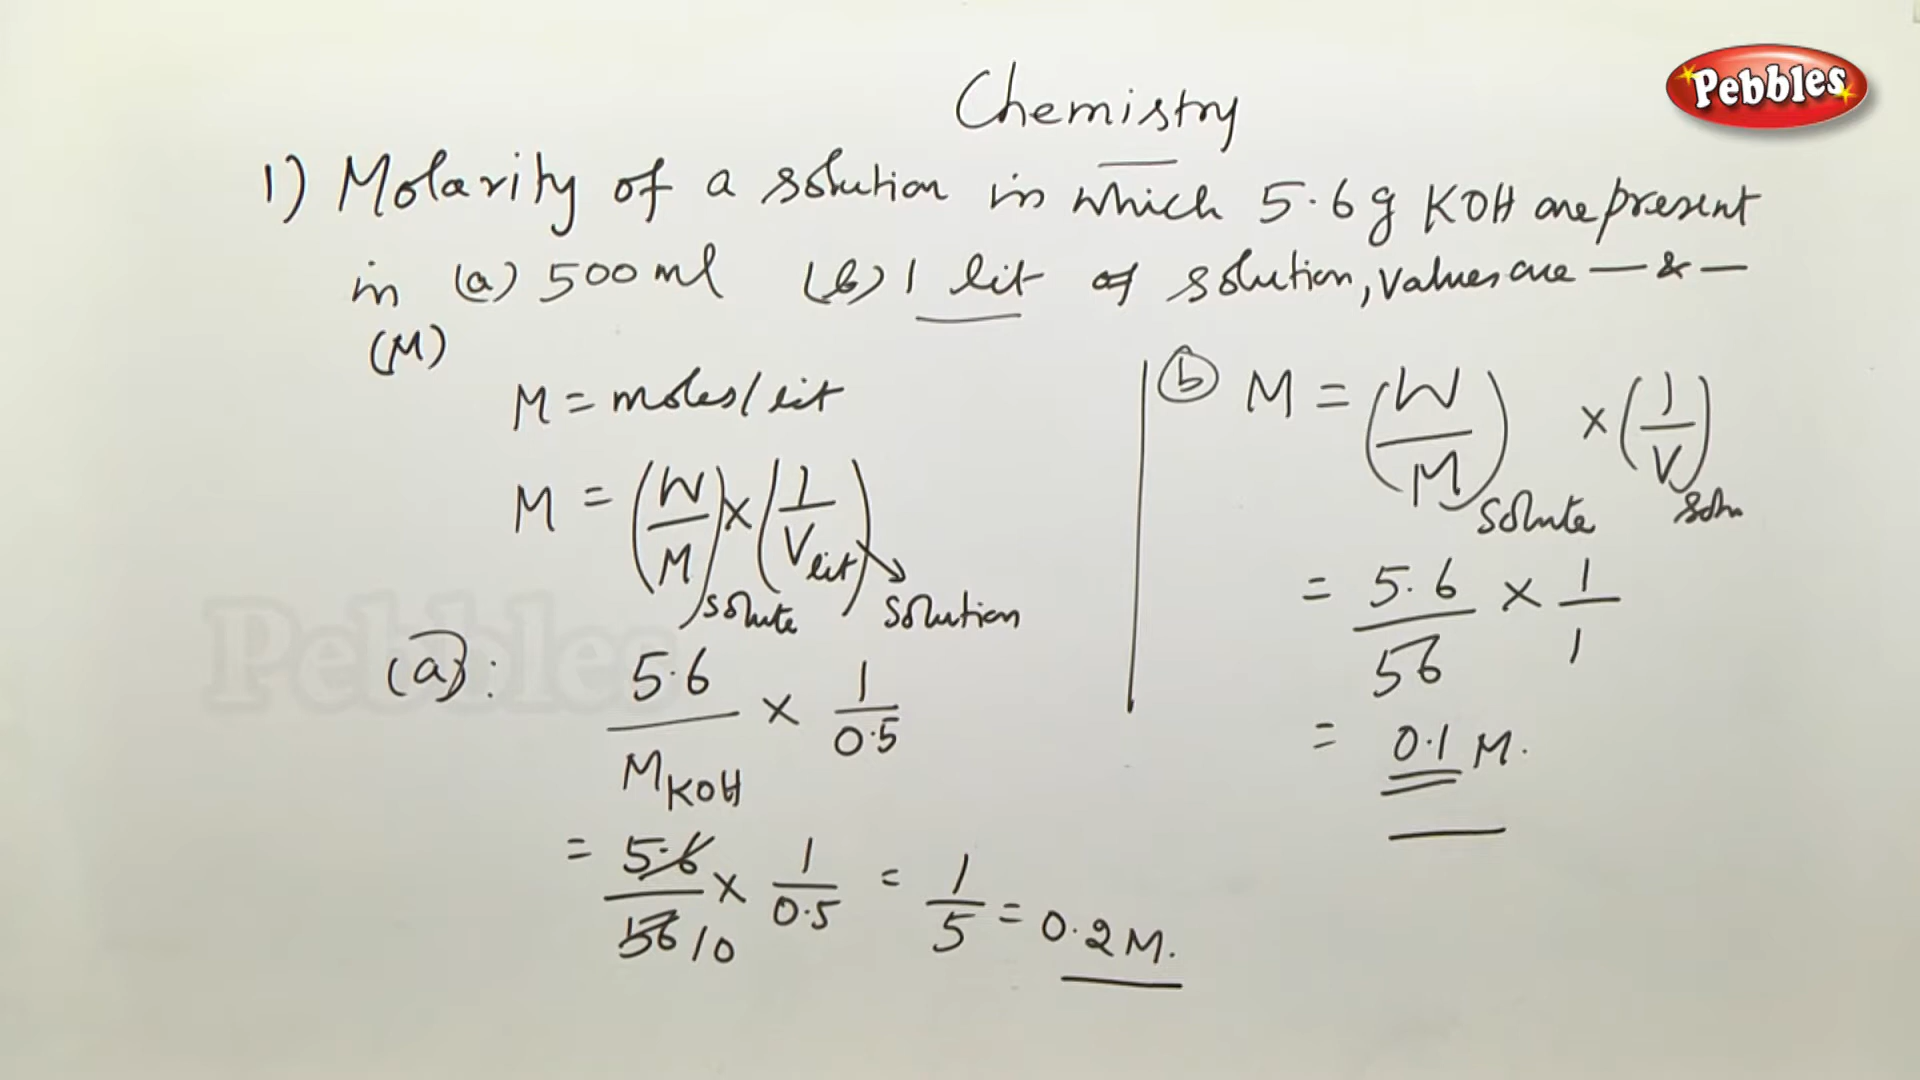 Chemistry
Pebbles
1) Molarity of a solution in which 5.6 g KOH are present
in (a) 500 ml (b) 1 lit of solution, values are — & —
(M)
M = moles/lit
M = (W/M)solute × (1/V lit) → solution
(a): 5.6/M KOH × 1/0.5
= 5.6/56 10 × 1/0.5 = 1/5 = 0.2 M.
(b) M = (W/M)solute × (1/V)soln
= 5.6/56 × 1/1
= 0.1 M.
Pebbles